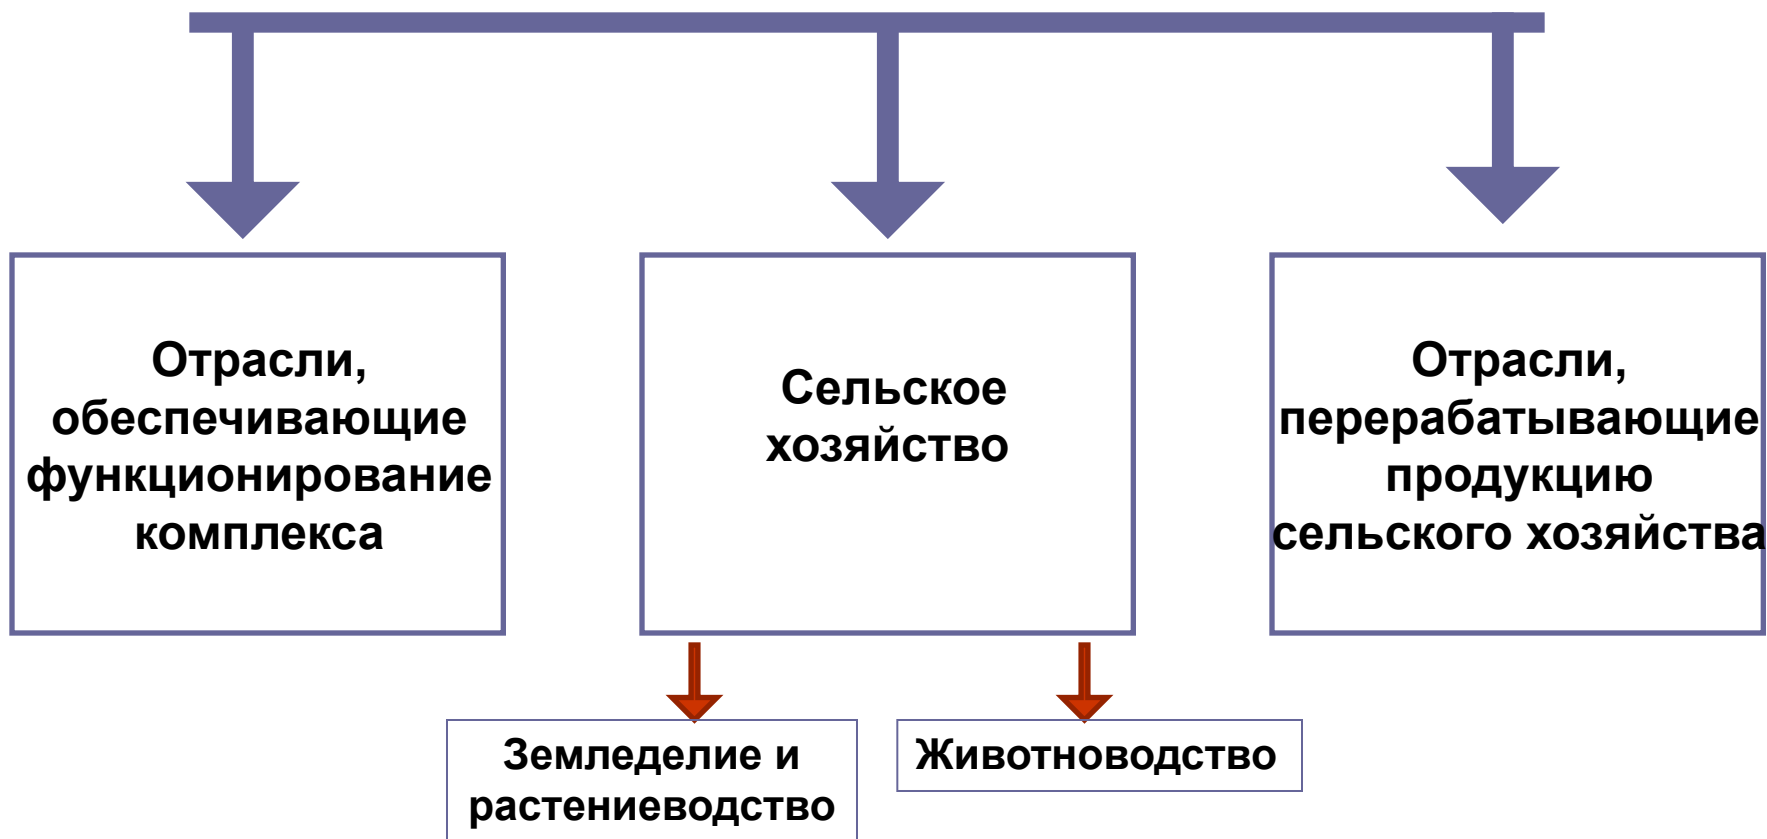 Отрасли,
обеспечивающие
функционирование
комплекса
Сельское
хозяйство
Отрасли,
перерабатывающие
продукцию
сельского хозяйства
Земледелие и
растениеводство
Животноводство